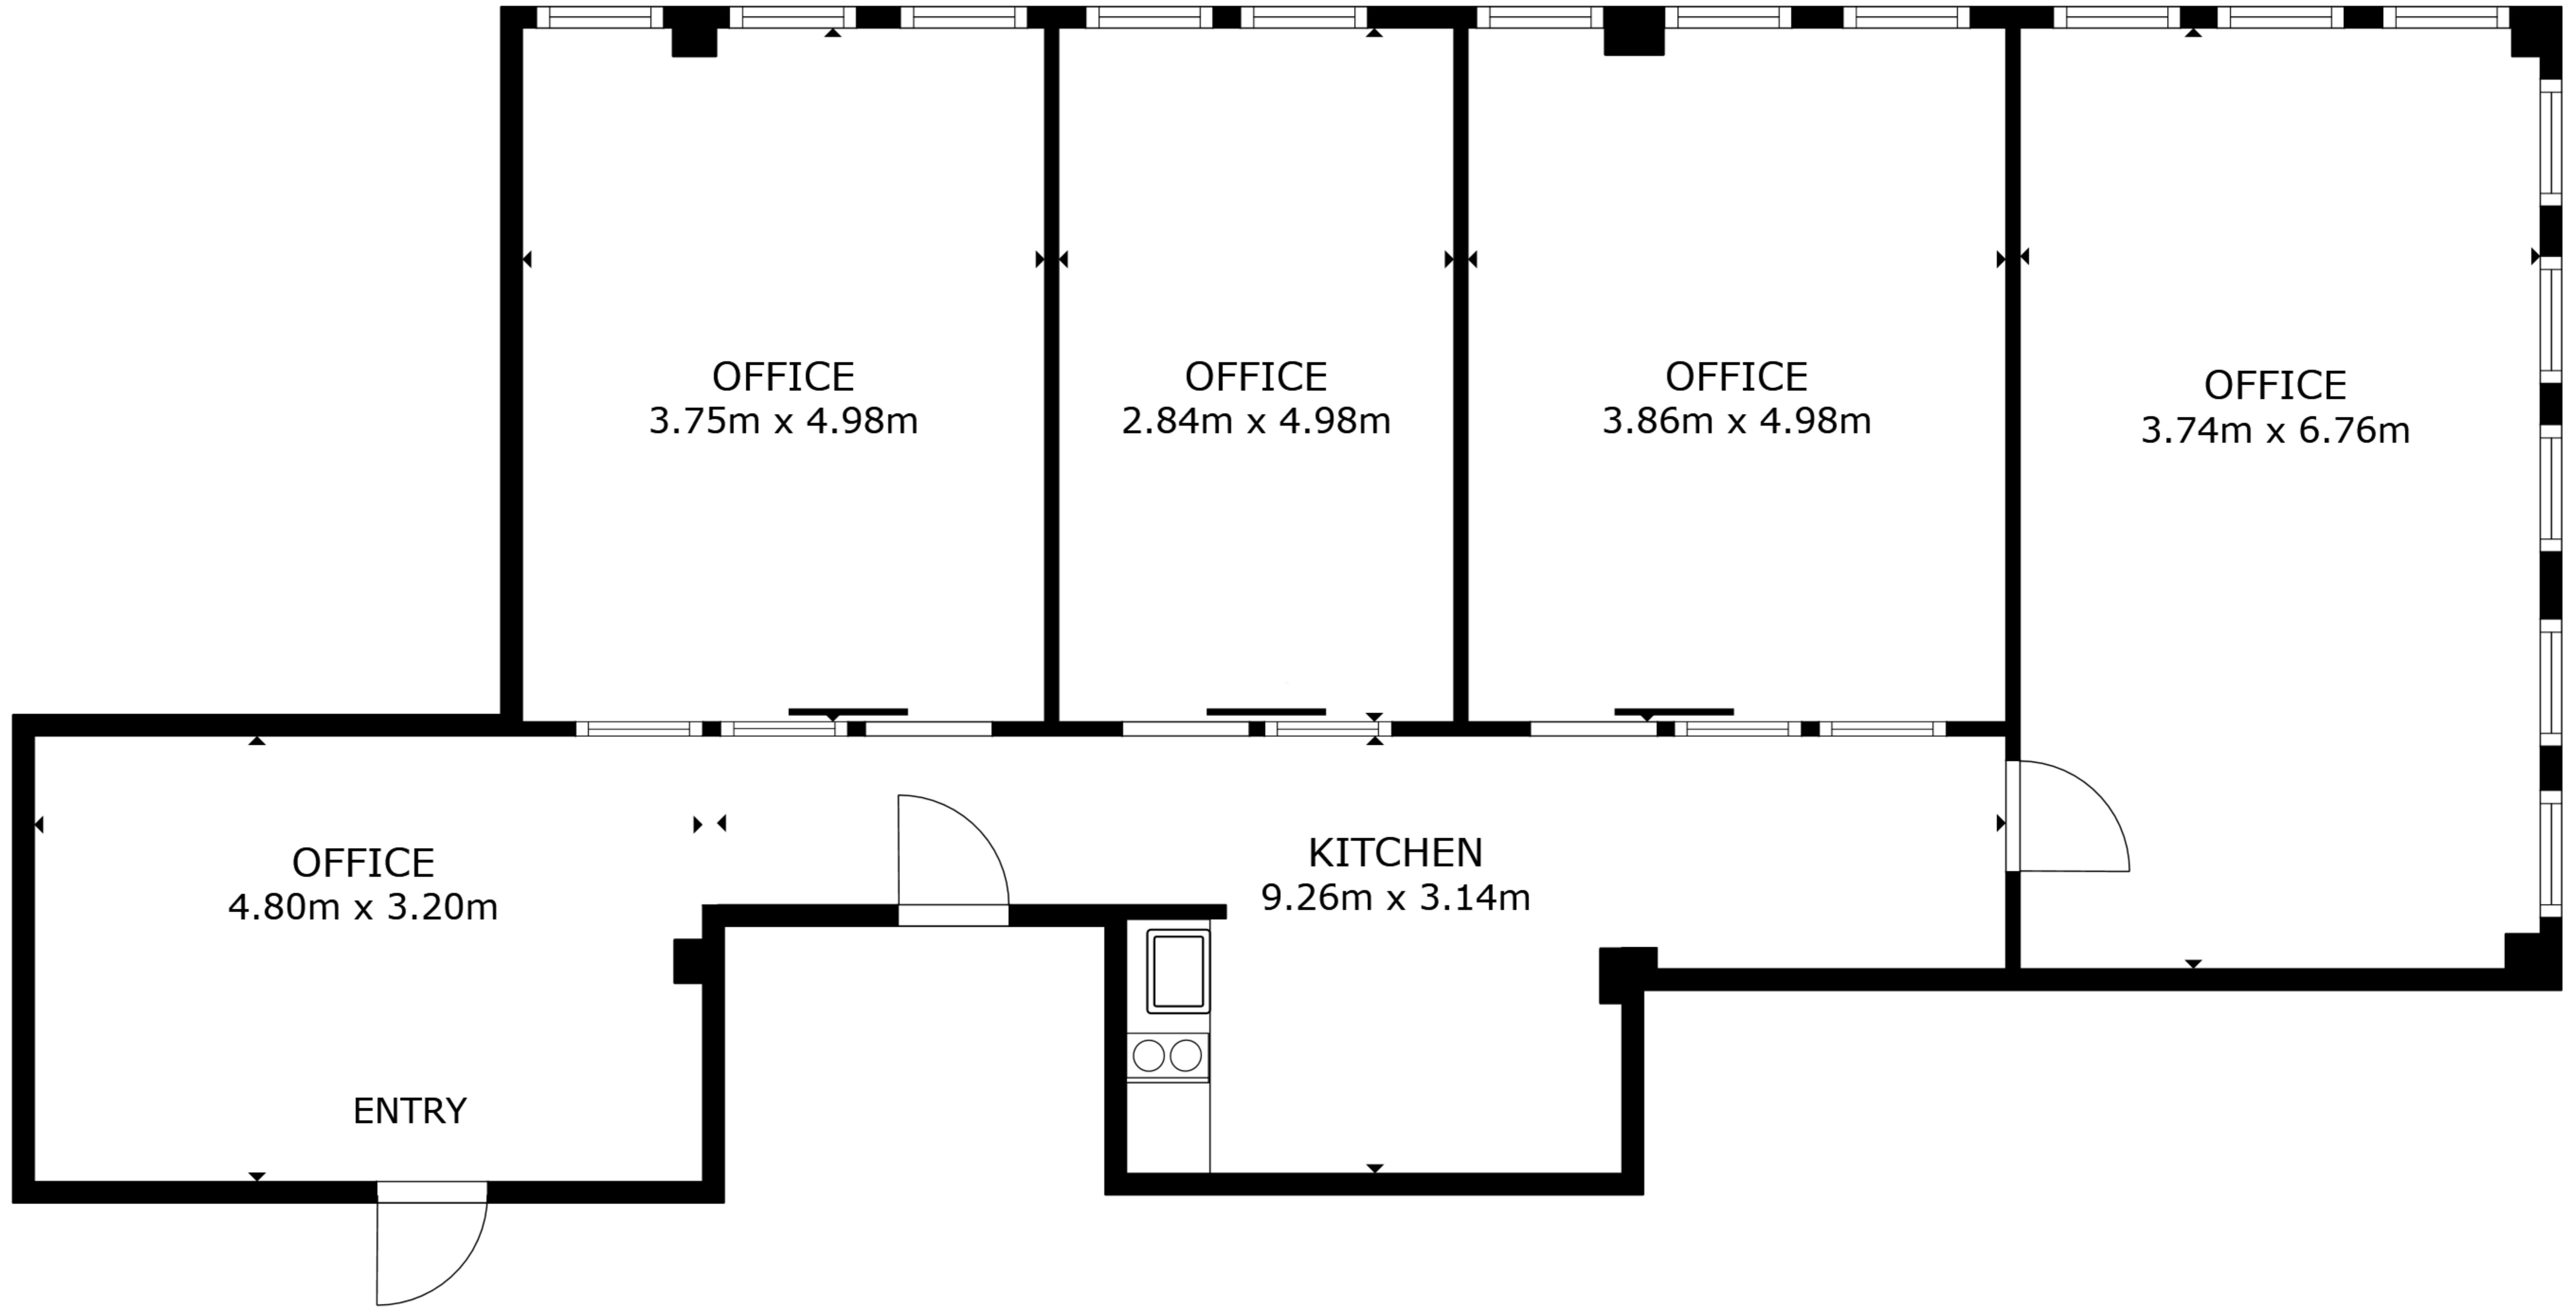 OFFICE
3.75m x 4.98m
OFFICE
2.84m x 4.98m
OFFICE
3.86m x 4.98m
OFFICE
3.74m x 6.76m
OFFICE
4.80m x 3.20m
KITCHEN
9.26m x 3.14m
ENTRY